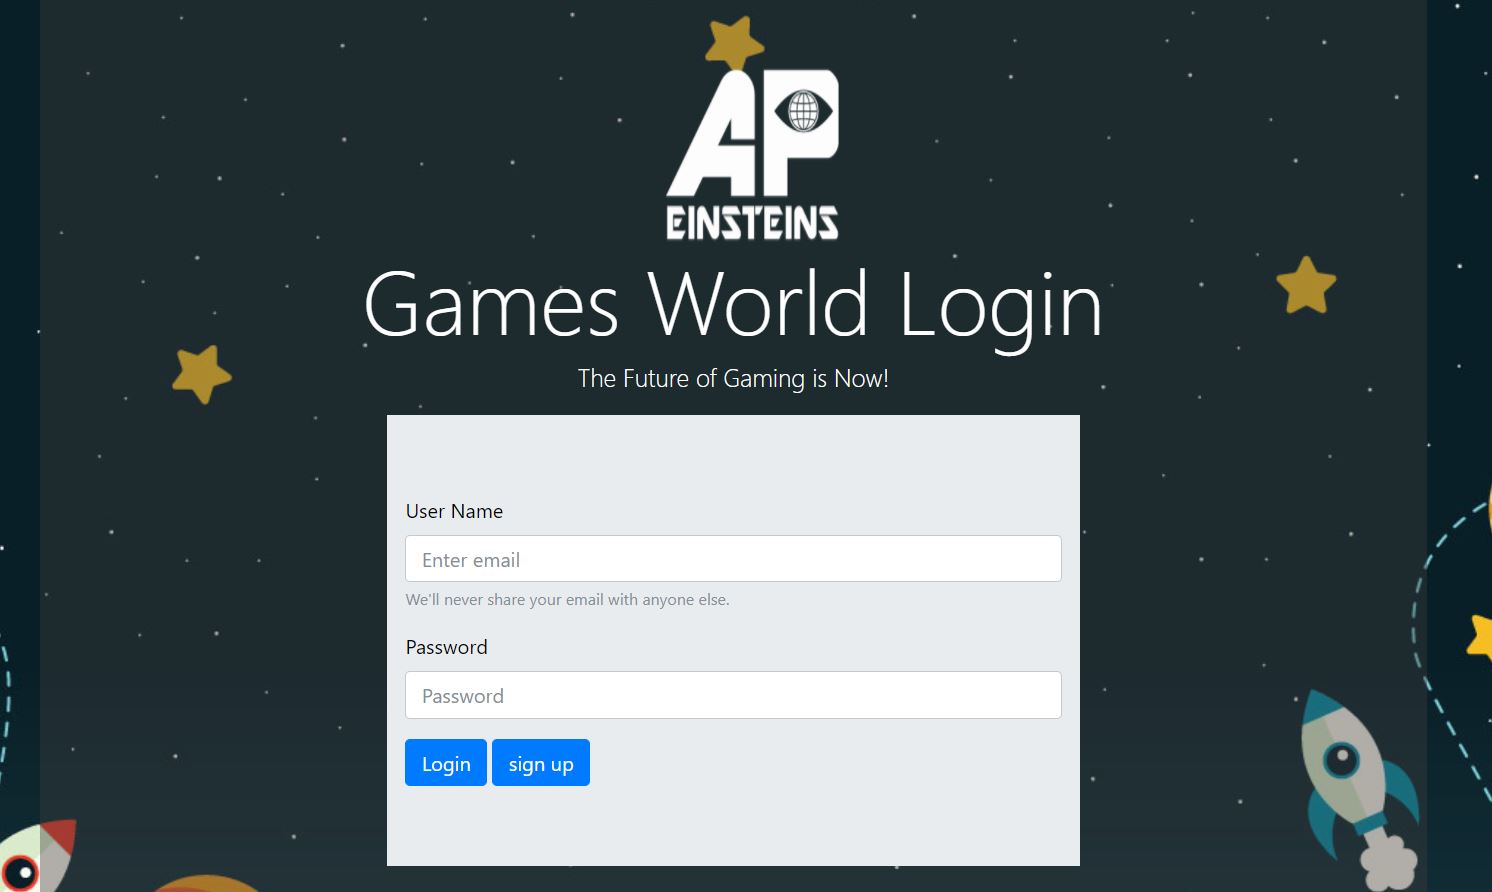 AP
EINSTEINS
Games World Login
The Future of Gaming is Now!
User Name
Enter email
We'll never share your email with anyone else.
Password
Password
Login sign up